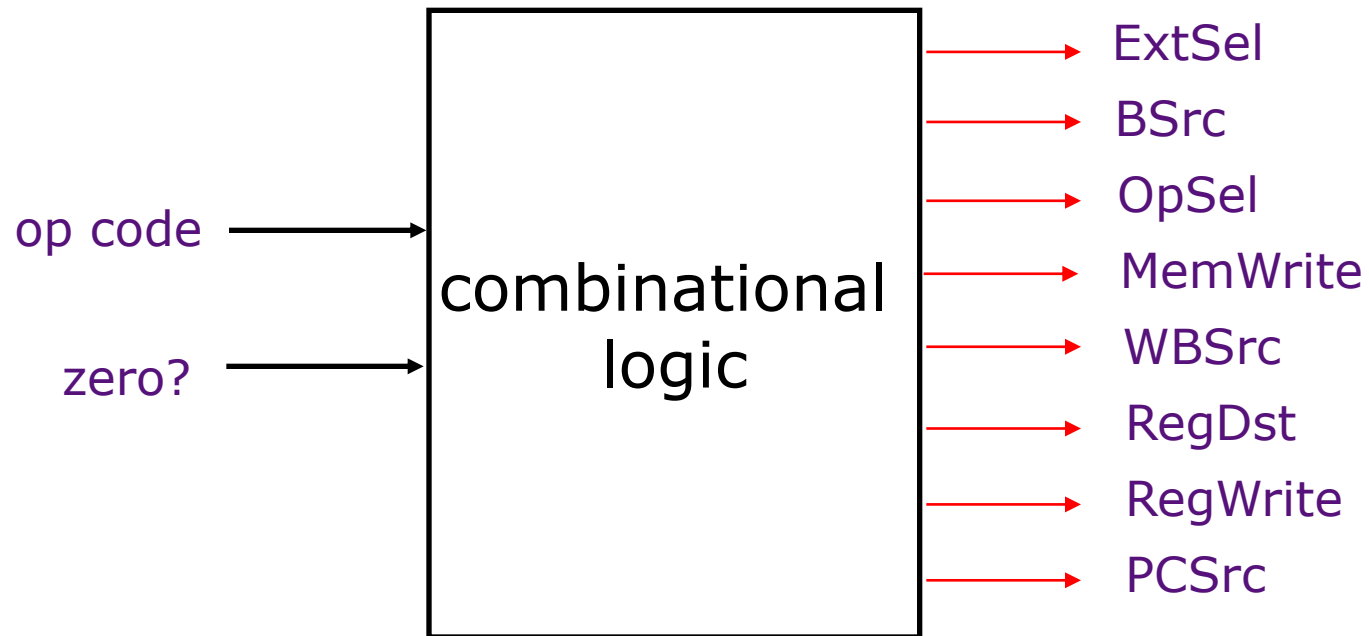 op code
zero?
combinational
logic
ExtSel
BSrc
OpSel
MemWrite
WBSrc
RegDst
RegWrite
PCSrc